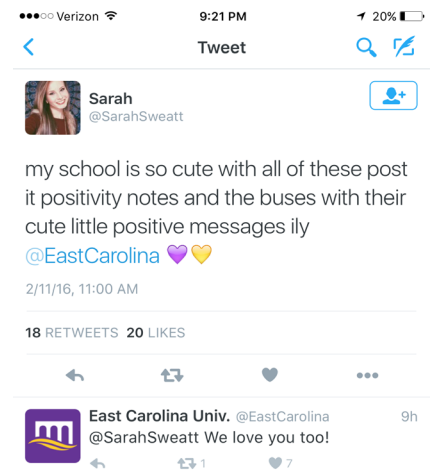 Verizon 9:21 PM 20%
Tweet
Sarah
@SarahSweatt
my school is so cute with all of these post
it positivity notes and the buses with their
cute little positive messages ily
@EastCarolina 💜💛
2/11/16, 11:00 AM
18 RETWEETS 20 LIKES
East Carolina Univ. @EastCarolina 9h
@SarahSweatt We love you too!
1 7